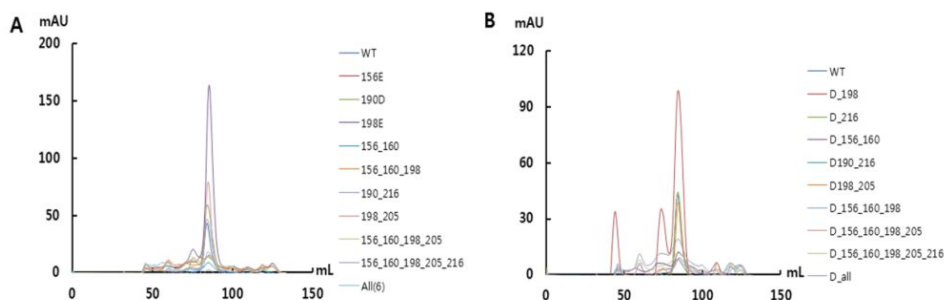 A
mAU
200
150
100
50
0
0 50 100 150
mL
WT
156E
190D
198E
156_160
156_160_198
190_216
198_205
156_160_198_205
156_160_198_205_216
All(6)
B
mAU
120
90
60
30
0
0 50 100 150
mL
WT
D_198
D_216
D_156_160
D190_216
D198_205
D_156_160_198
D_156_160_198_205
D_156_160_198_205_216
D_all